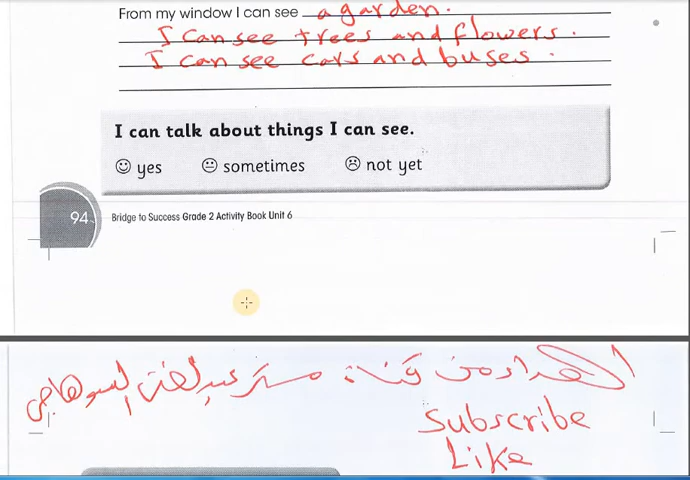 From my window I can see a garden.
I can see trees and flowers.
I can see cars and buses.
I can talk about things I can see.
yes sometimes not yet
94 Bridge to Success Grade 2 Activity Book Unit 6
من قناة مستر عبد الغني السوهاجي
Subscribe
Like